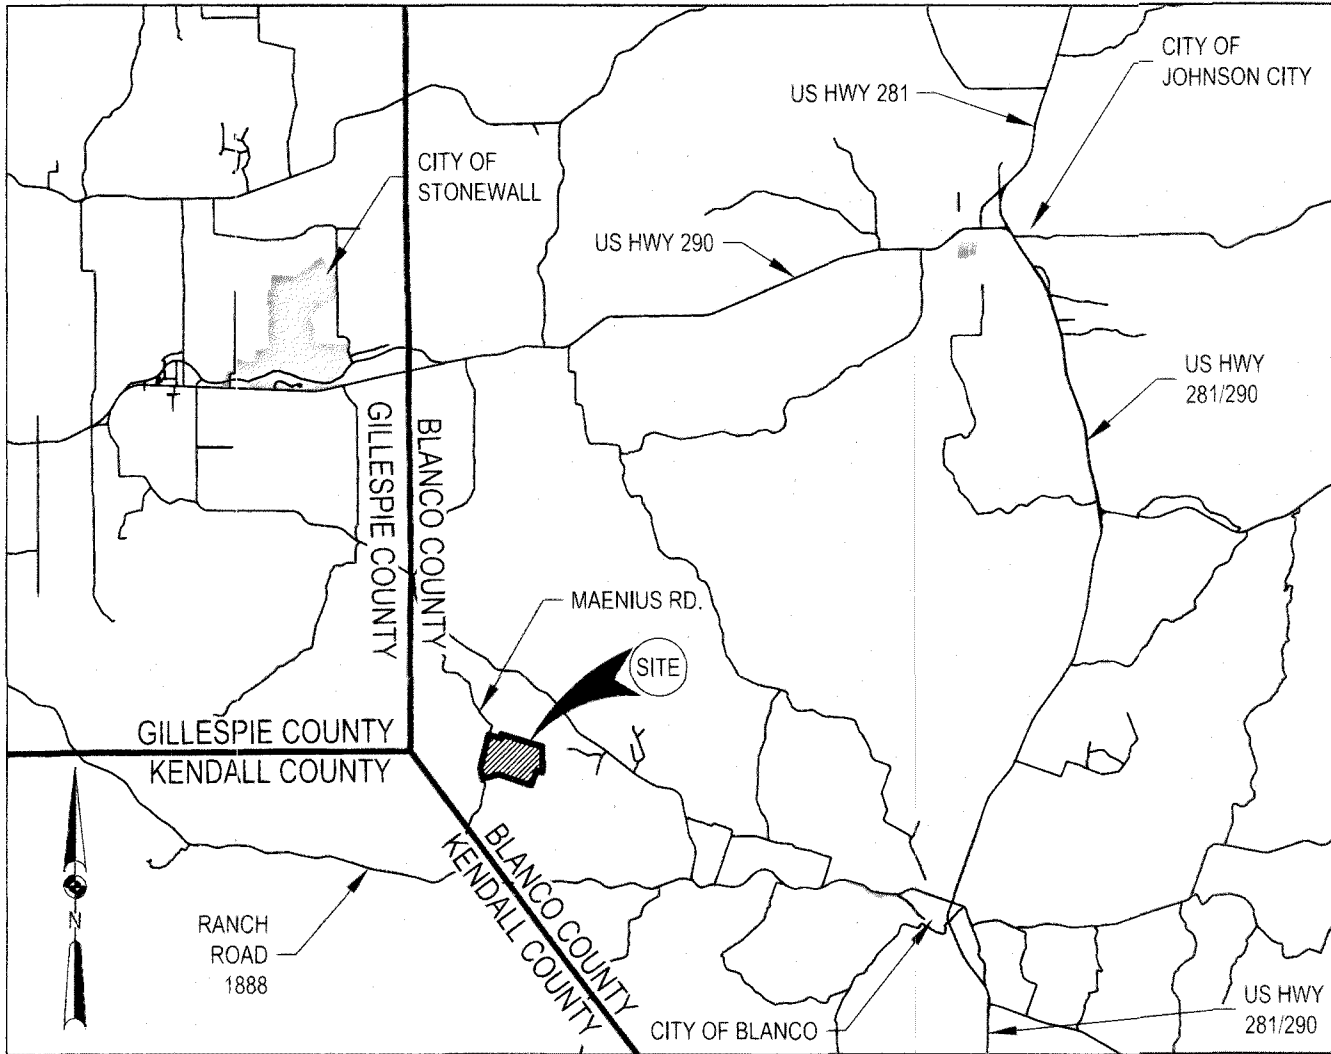 CITY OF
JOHNSON CITY
US HWY 281
CITY OF
STONEWALL
US HWY 290
US HWY
281/290
GILLESPIE COUNTY
BLANCO COUNTY
MAENIUS RD.
SITE
GILLESPIE COUNTY
KENDALL COUNTY
BLANCO COUNTY
KENDALL COUNTY
N
RANCH
ROAD
1888
CITY OF BLANCO
US HWY
281/290